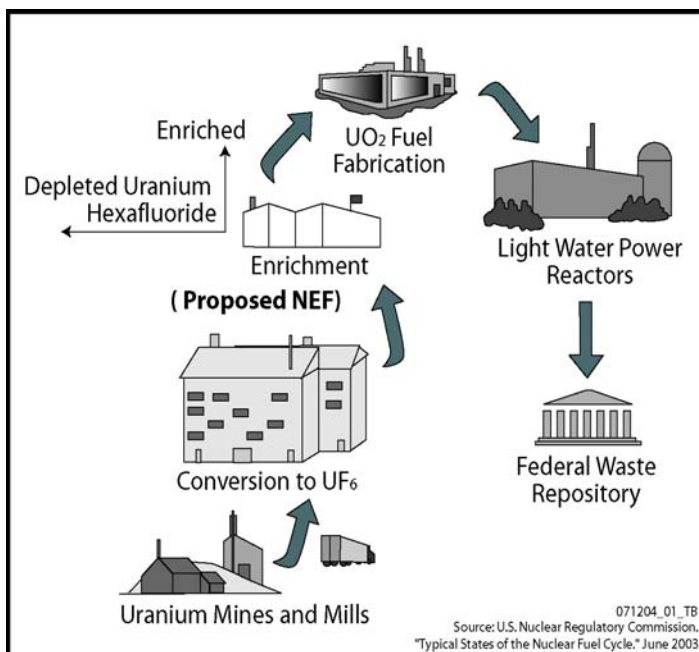 UO₂ Fuel
Fabrication
Enriched
Depleted Uranium
Hexafluoride
Light Water Power
Reactors
Enrichment
( Proposed NEF)
Federal Waste
Repository
Conversion to UF₆
Uranium Mines and Mills
071204_01_TB
Source: U.S. Nuclear Regulatory Commission.
"Typical States of the Nuclear Fuel Cycle." June 2003